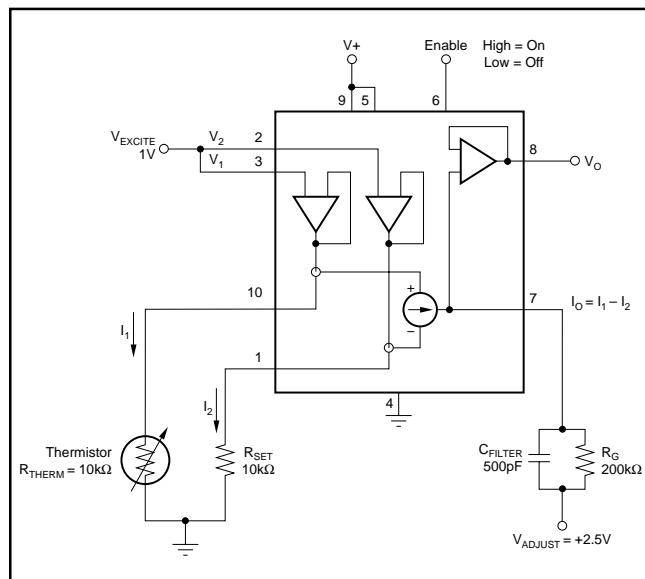 V+
Enable
High = On
Low = Off
9
5
6
V_EXCITE
1V
V_2
2
V_1
3
8
V_O
+
−
10
7
I_O = I_1 – I_2
I_1
1
I_2
4
Thermistor
R_THERM = 10kΩ
R_SET
10kΩ
C_FILTER
500pF
R_G
200kΩ
V_ADJUST = +2.5V